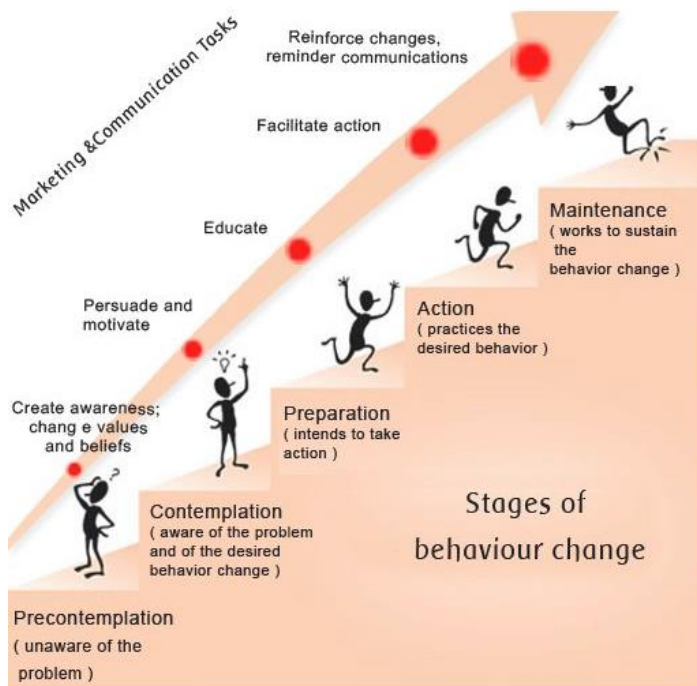 Marketing &Communication Tasks
Reinforce changes,
reminder communications
Facilitate action
Educate
Persuade and
motivate
Create awareness;
chang e values
and beliefs
?
Maintenance
( works to sustain
the
behavior change )
Action
( practices the
desired behavior )
Preparation
( intends to take
action )
Contemplation
( aware of the problem
and of the desired
behavior change )
Precontemplation
( unaware of the
problem )
Stages of
behaviour change